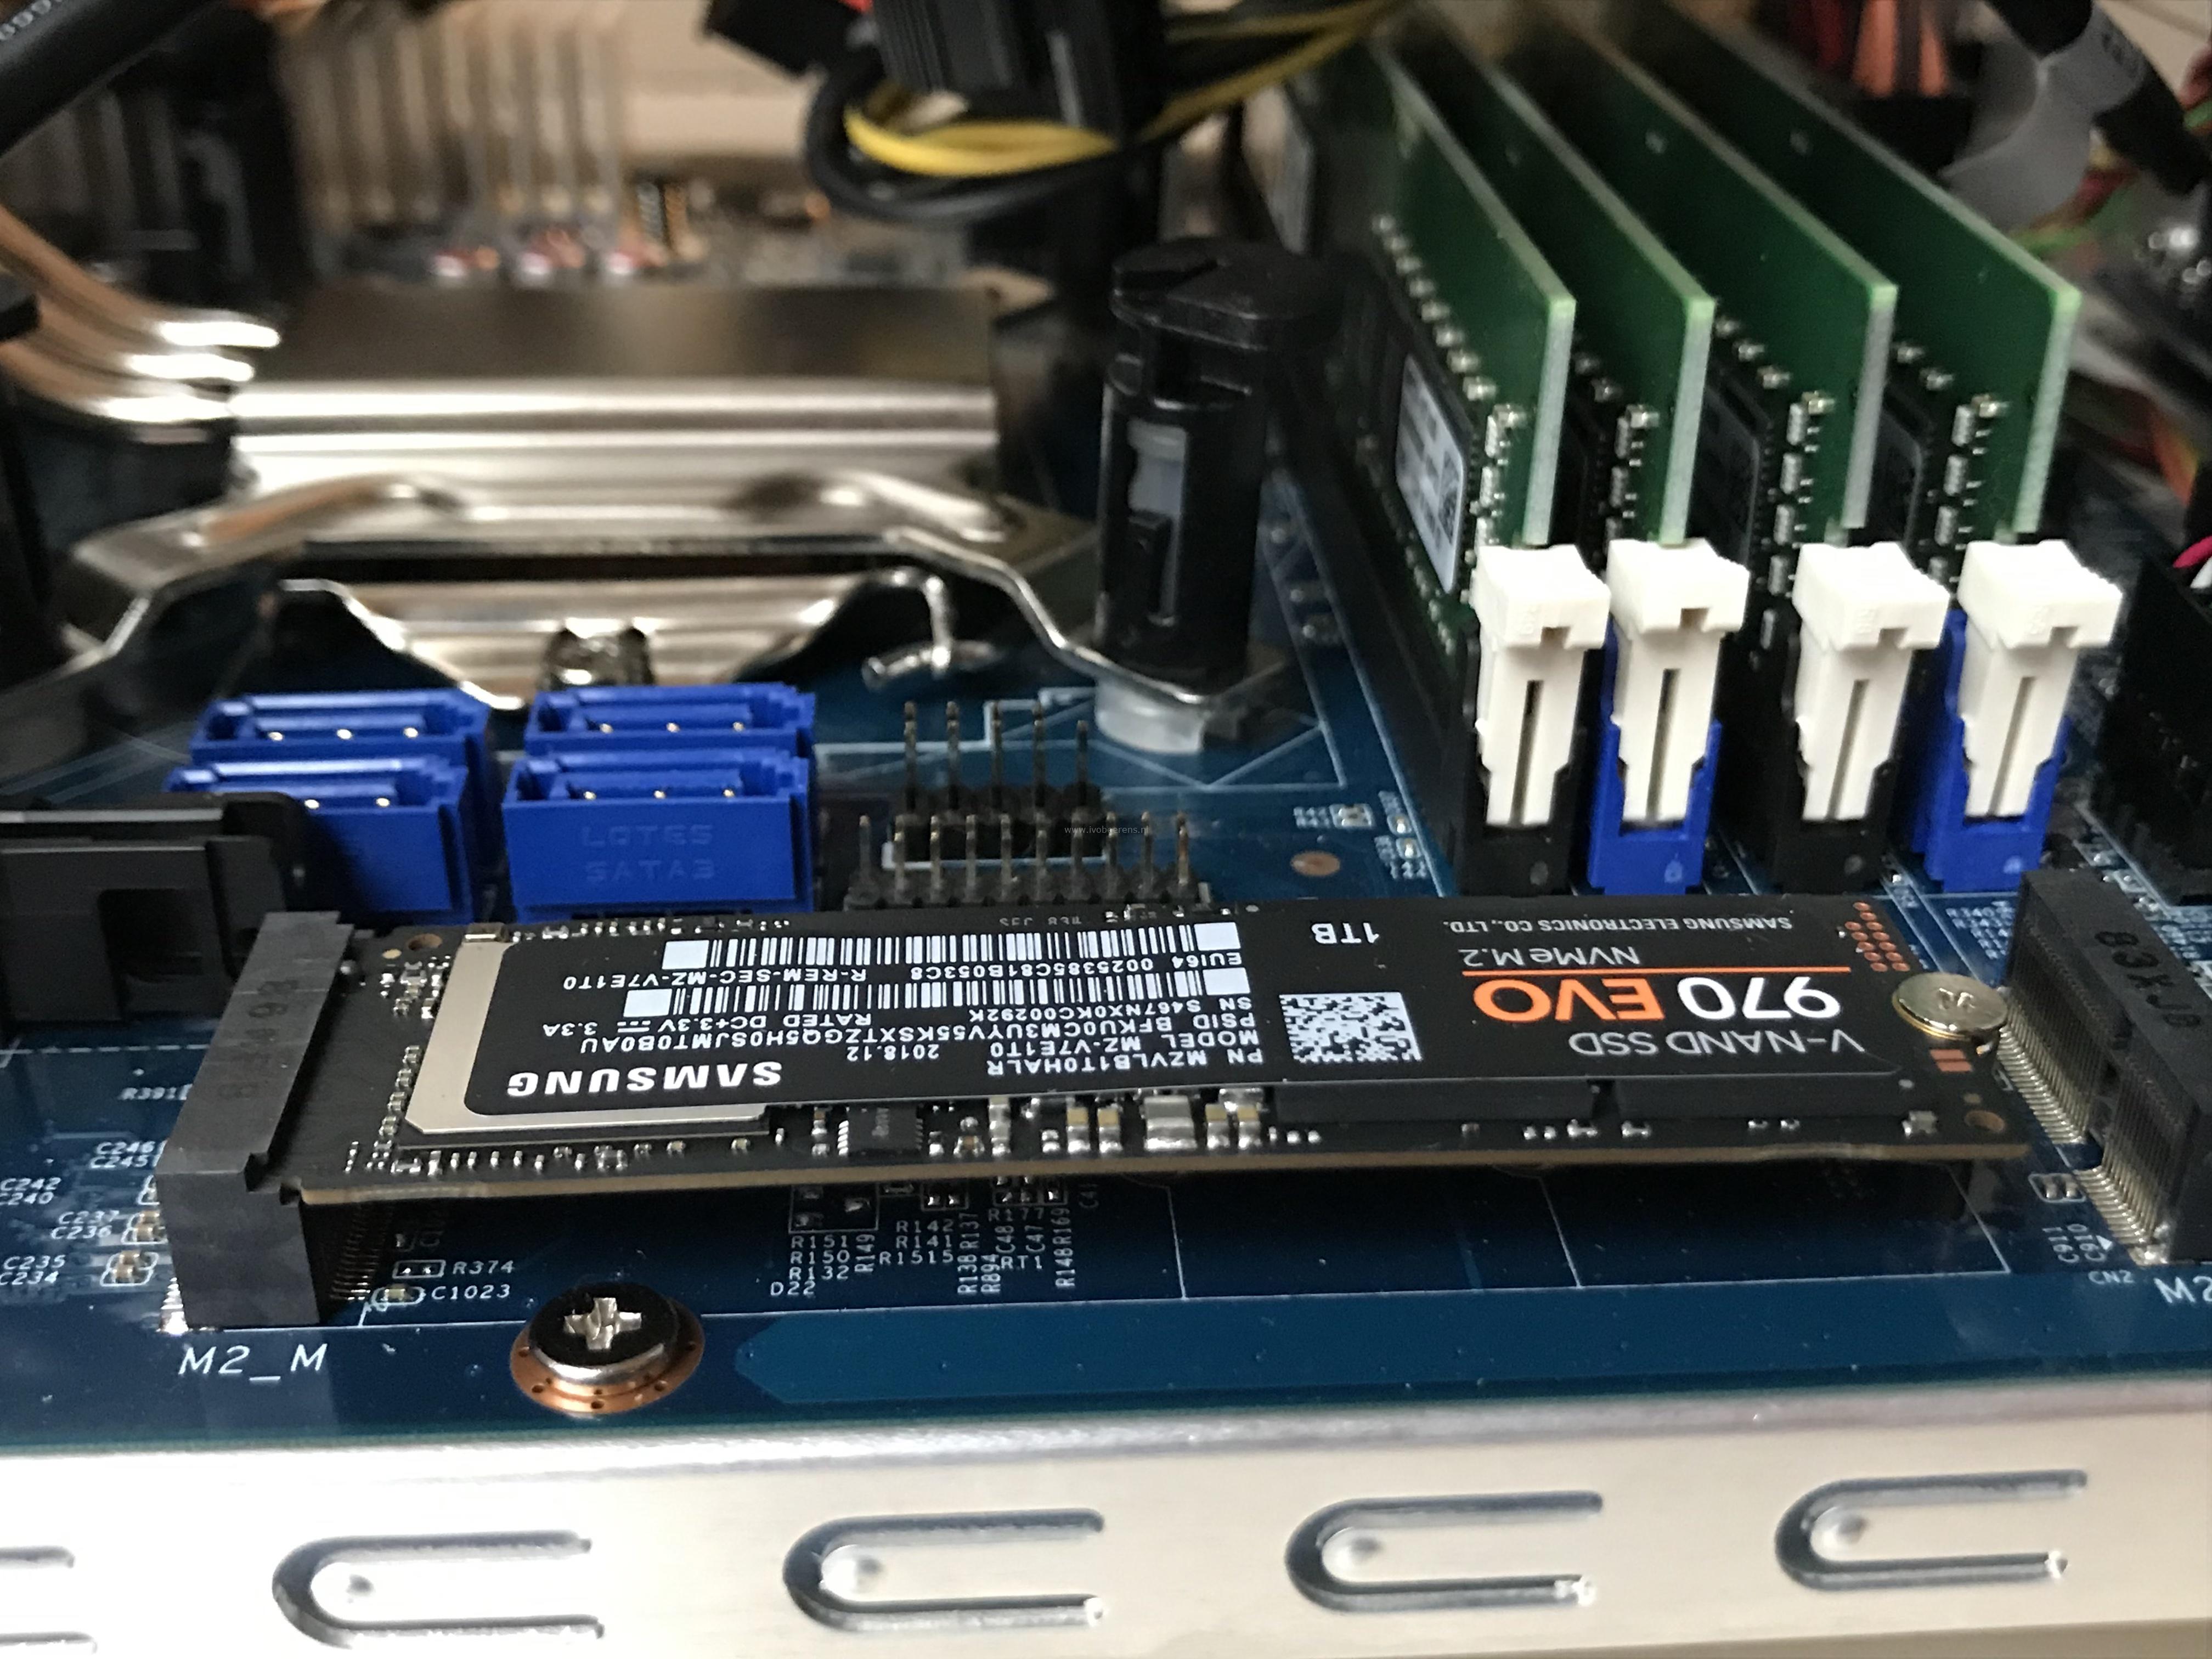 SAMSUNG
PN MZVLB1T0HALR 2018.12
MODEL MZ-V7E1T0
PSID BFKU0CM3UYV55KSXTZGQ5H0SJMT0B0AU
SN S467NX0KC00292K RATED DC+3.3V 3.3A
EUI64 0025385C81B053C8 R-REM-SEC-MZ-V7E1T0
1TB
V-NAND SSD
970 EVO
NVMe M.2
SAMSUNG ELECTRONICS CO., LTD.
LOTES
SATA3
R391
C246
C245
C242
C240
C237
C236
C235
C234
R374
C1023
R151
R150
R132
D22
R149
R142
R141
R1515
R137
R138
R894
R177
C48
C47
RT1
R169
R148
C911
C910
CN2
M2_M